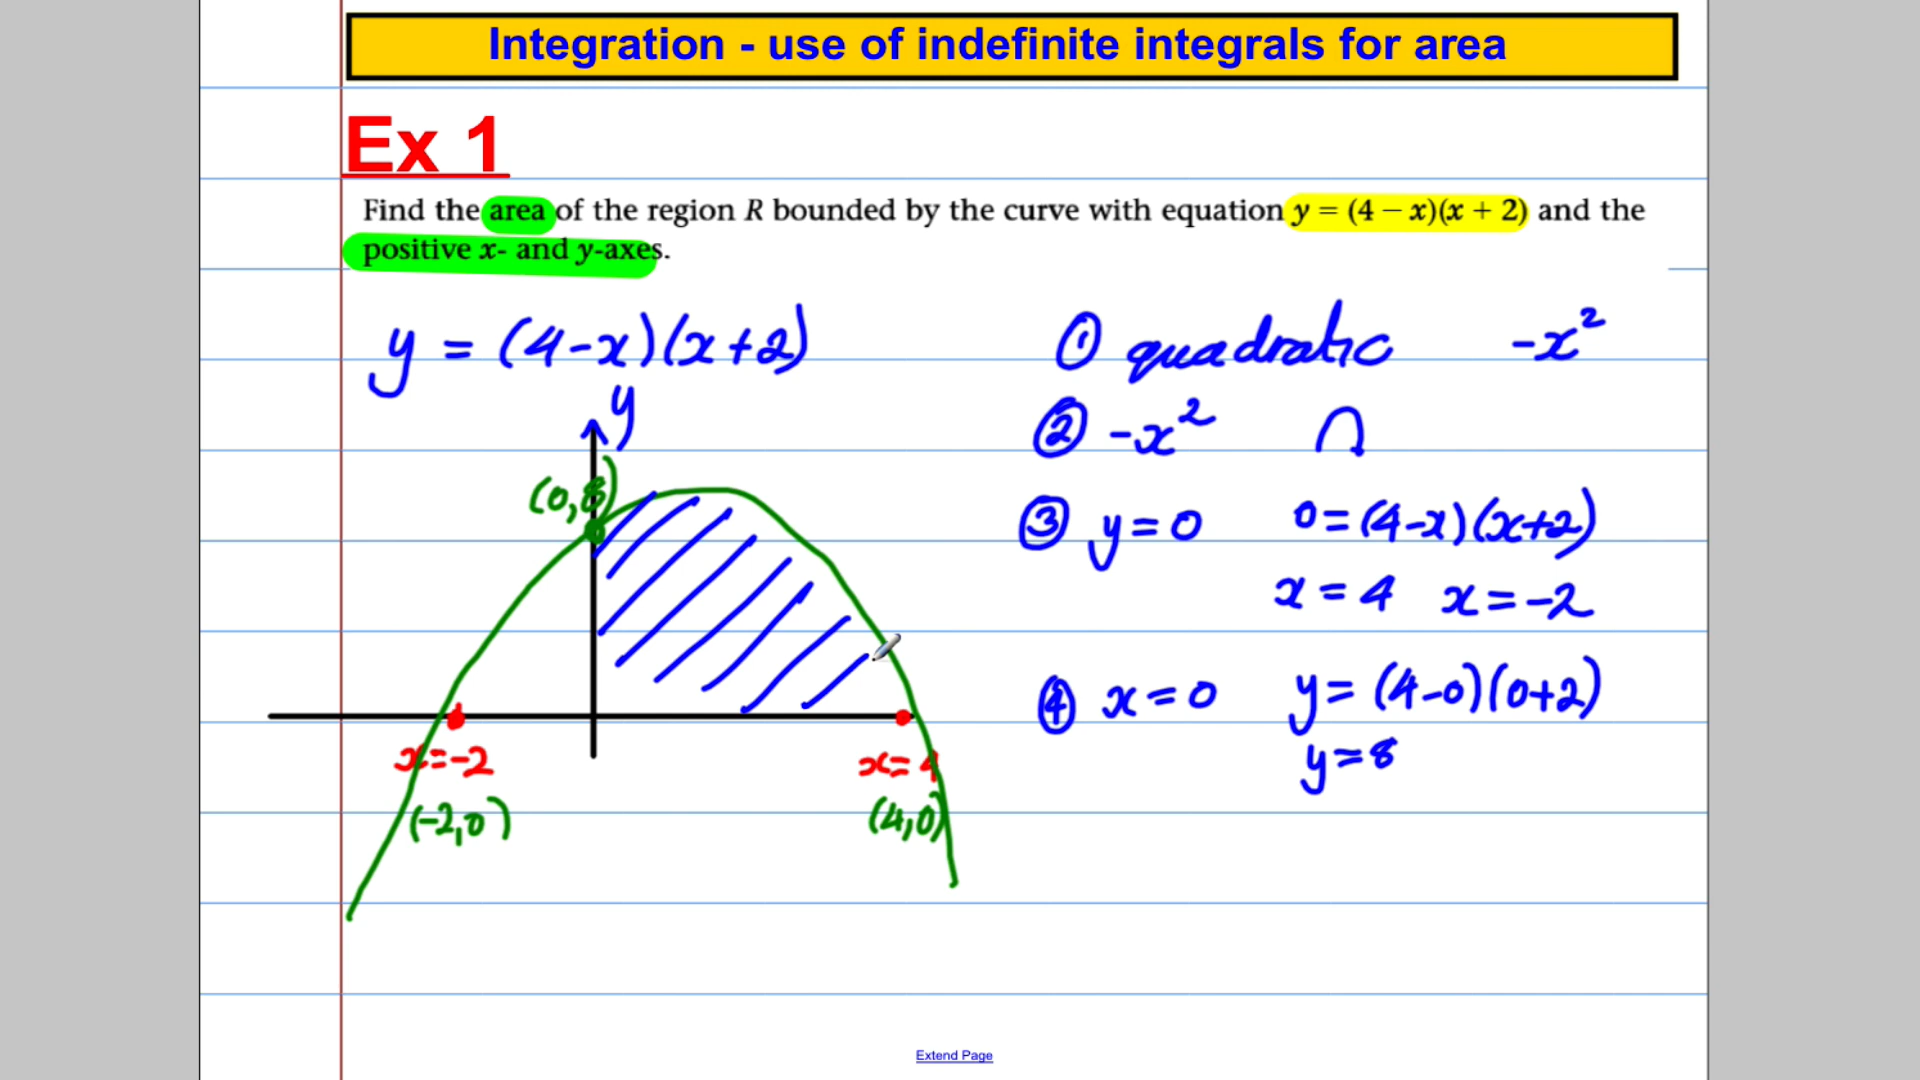 Integration - use of indefinite integrals for area
Ex 1
Find the area of the region R bounded by the curve with equation y = (4 − x)(x + 2) and the
positive x- and y-axes.
y = (4-x)(x+2)
y
(0,8)
x=-2
(-2,0)
x=4
(4,0)
① quadratic -x²
② -x² ∩
③ y=0 0=(4-x)(x+2)
x=4 x=-2
④ x=0 y=(4-0)(0+2)
y=8
Extend Page